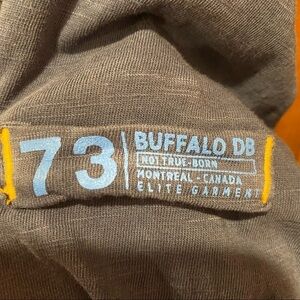 73
BUFFALO DB
NOT TRUE-BORN
MONTREAL - CANADA
ELITE GARMENT